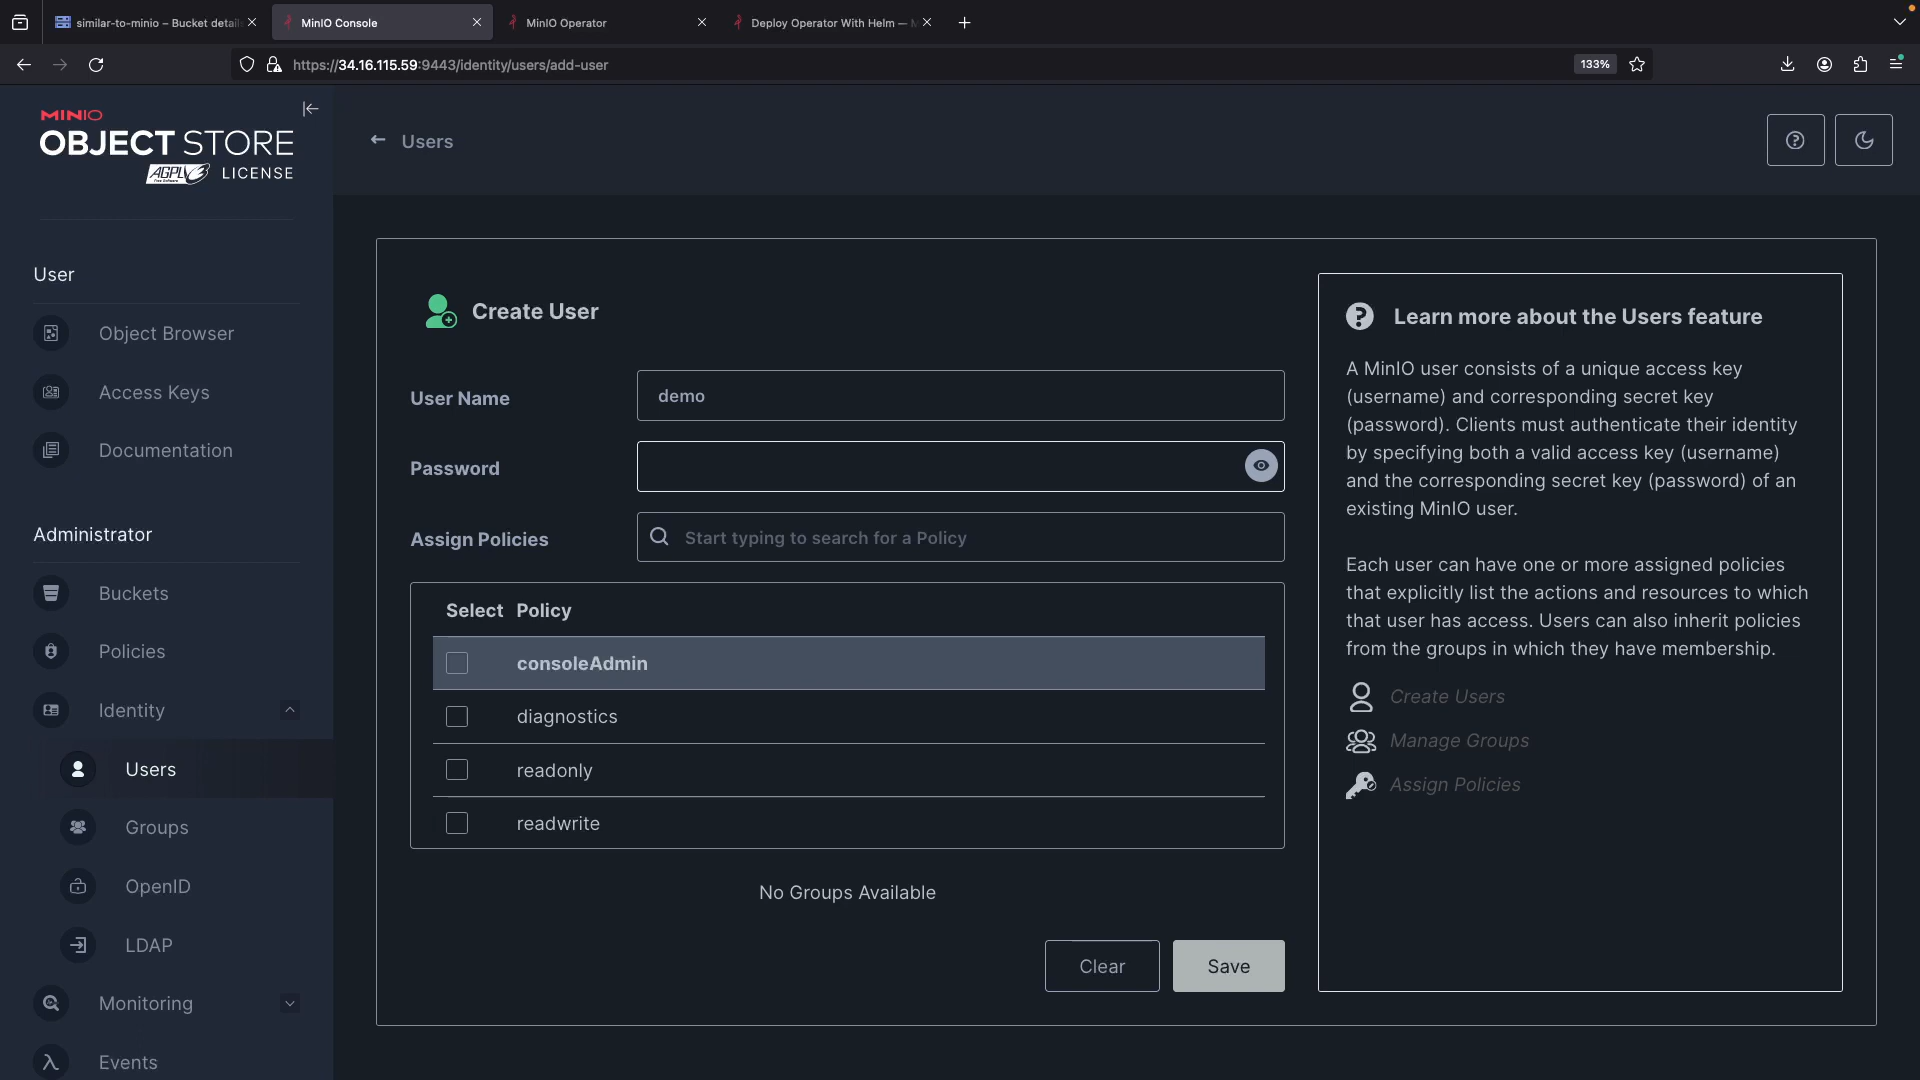 similar-to-minio – Bucket detail
MinIO Console
MinIO Operator
Deploy Operator With Helm —
https://34.16.115.59:9443/identity/users/add-user
133%
MINIO
OBJECT STORE
AGPLv3
LICENSE
Users
User
Object Browser
Access Keys
Documentation
Administrator
Buckets
Policies
Identity
Users
Groups
OpenID
LDAP
Monitoring
Events
Create User
User Name
demo
Password
Assign Policies
Start typing to search for a Policy
Select Policy
consoleAdmin
diagnostics
readonly
readwrite
No Groups Available
Clear
Save
Learn more about the Users feature
A MinIO user consists of a unique access key
(username) and corresponding secret key
(password). Clients must authenticate their identity
by specifying both a valid access key (username)
and the corresponding secret key (password) of an
existing MinIO user.
Each user can have one or more assigned policies
that explicitly list the actions and resources to which
that user has access. Users can also inherit policies
from the groups in which they have membership.
Create Users
Manage Groups
Assign Policies